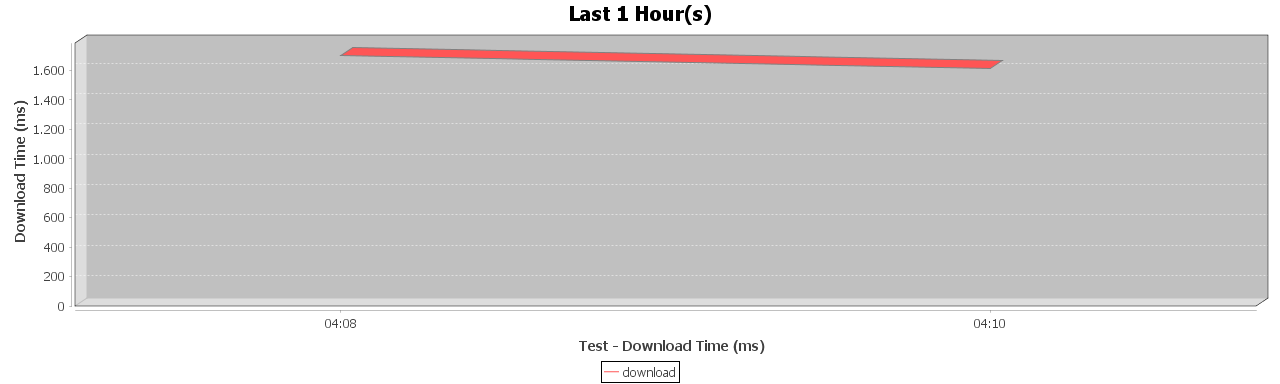 Last 1 Hour(s)
Download Time (ms)
1.600
1.400
1.200
1.000
800
600
400
200
0
04:08 04:10
Test - Download Time (ms)
download